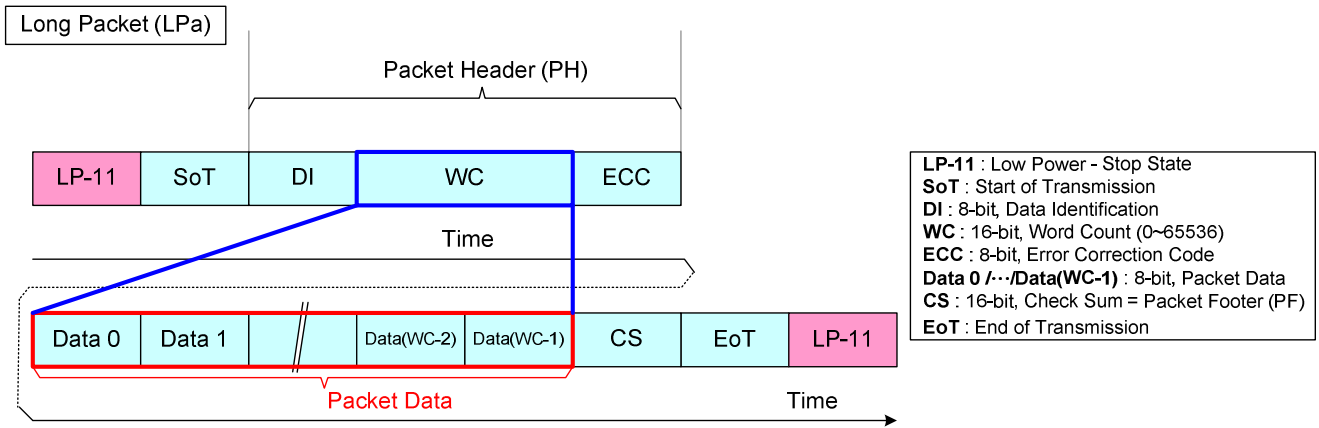 Long Packet (LPa)
Packet Header (PH)
LP-11 SoT DI WC ECC
Time
Data 0 Data 1 Data(WC-2) Data(WC-1) CS EoT LP-11
Packet Data
Time
LP-11 : Low Power - Stop State
SoT : Start of Transmission
DI : 8-bit, Data Identification
WC : 16-bit, Word Count (0~65536)
ECC : 8-bit, Error Correction Code
Data 0 /···/Data(WC-1) : 8-bit, Packet Data
CS : 16-bit, Check Sum = Packet Footer (PF)
EoT : End of Transmission